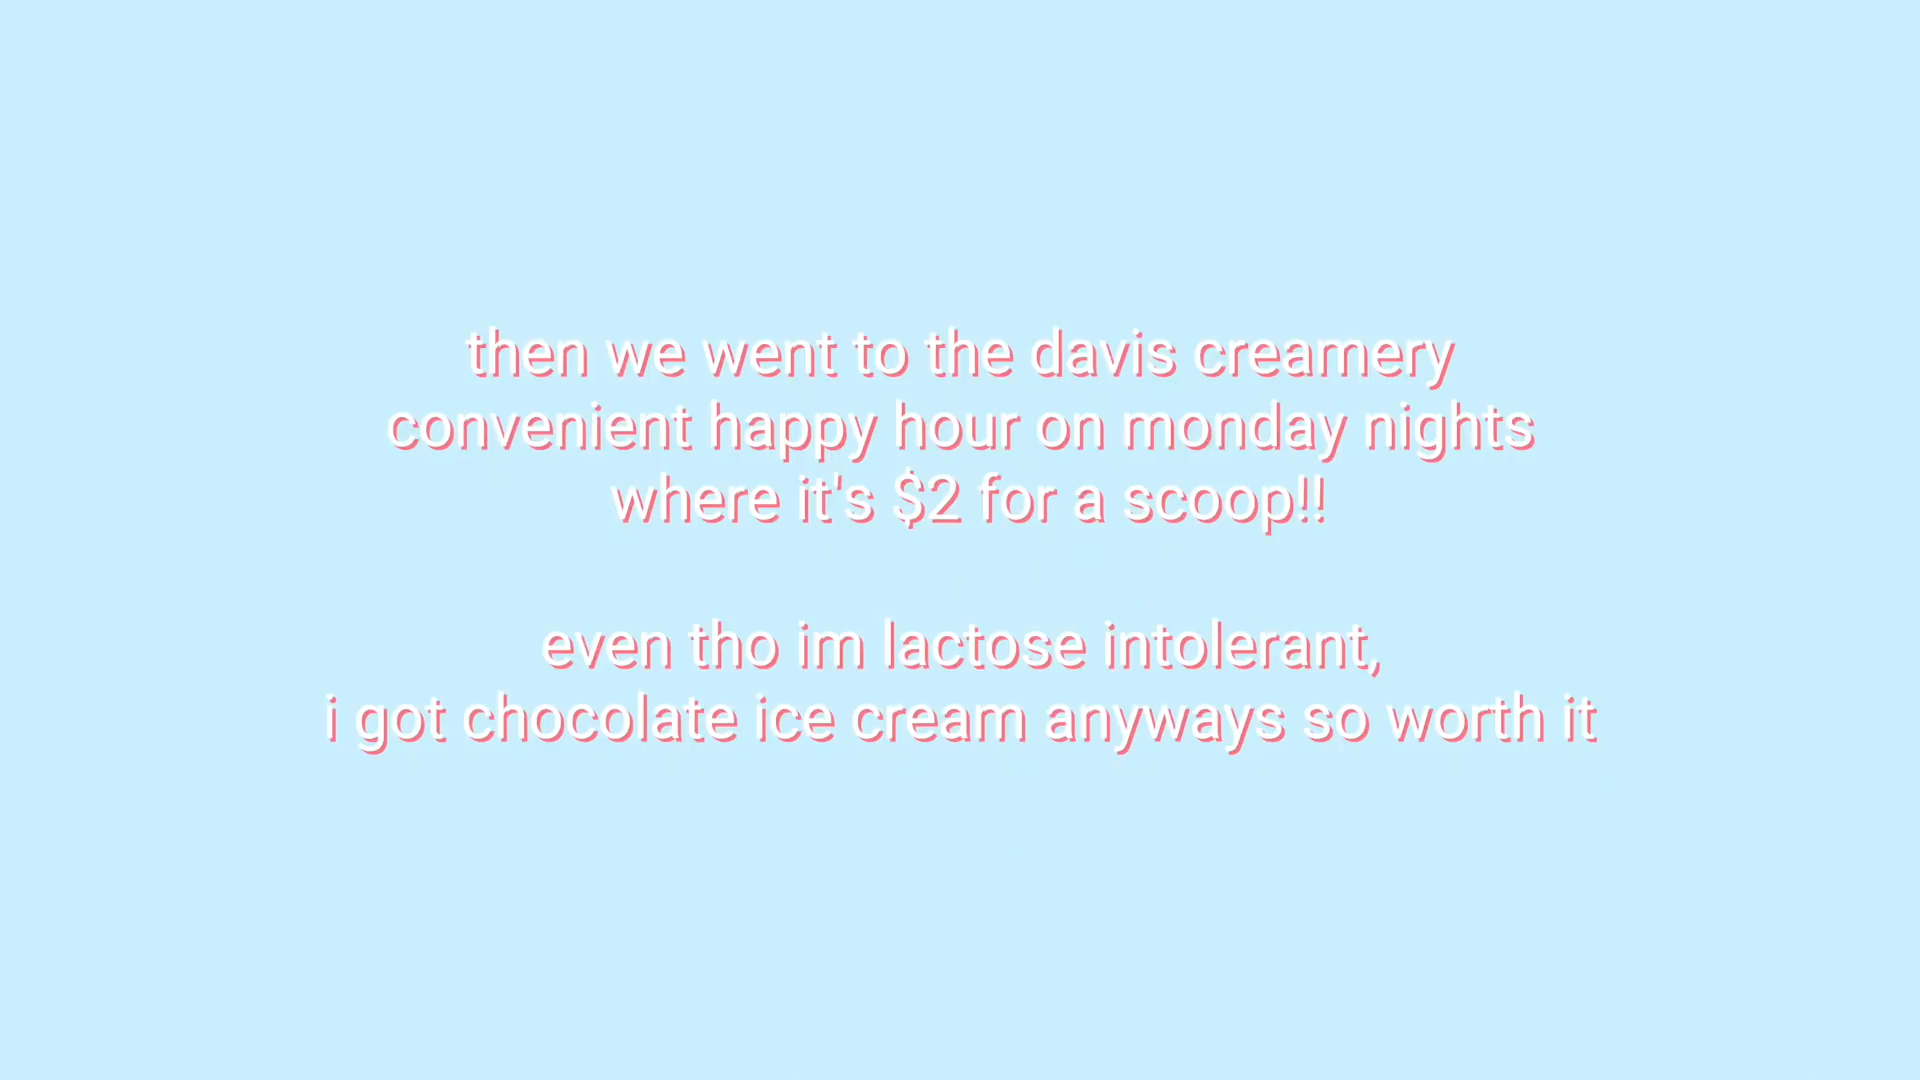 then we went to the davis creamery
convenient happy hour on monday nights
where it's $2 for a scoop!!
even tho im lactose intolerant,
i got chocolate ice cream anyways so worth it